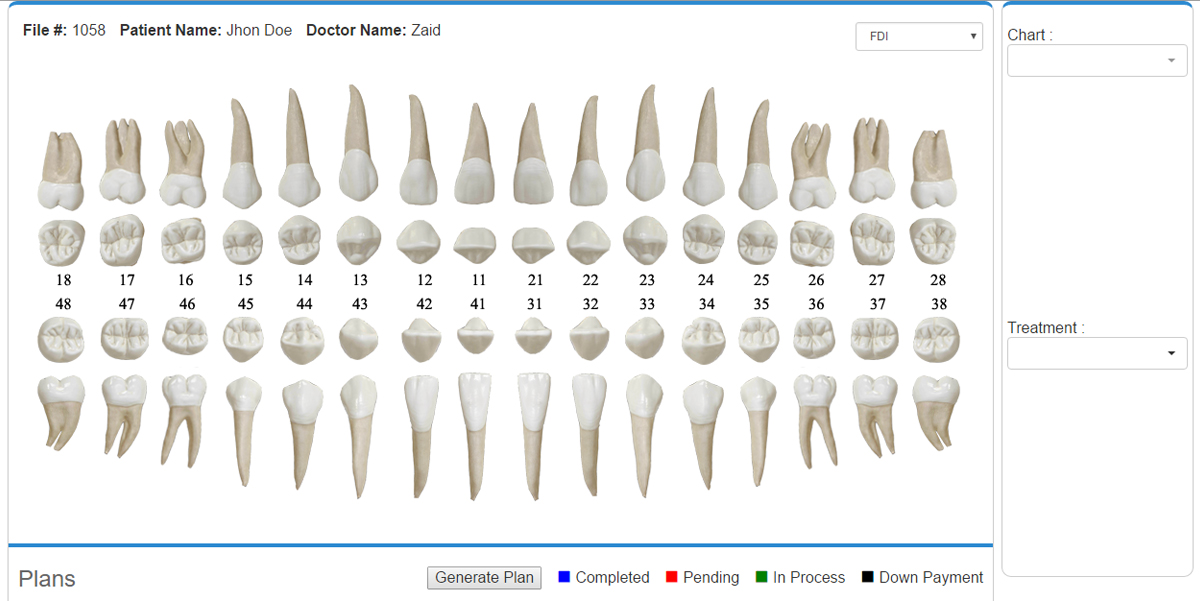 File #: 1058 Patient Name: Jhon Doe Doctor Name: Zaid
FDI
Chart :
18 17 16 15 14 13 12 11 21 22 23 24 25 26 27 28
48 47 46 45 44 43 42 41 31 32 33 34 35 36 37 38
Treatment :
Plans
Generate Plan Completed Pending In Process Down Payment